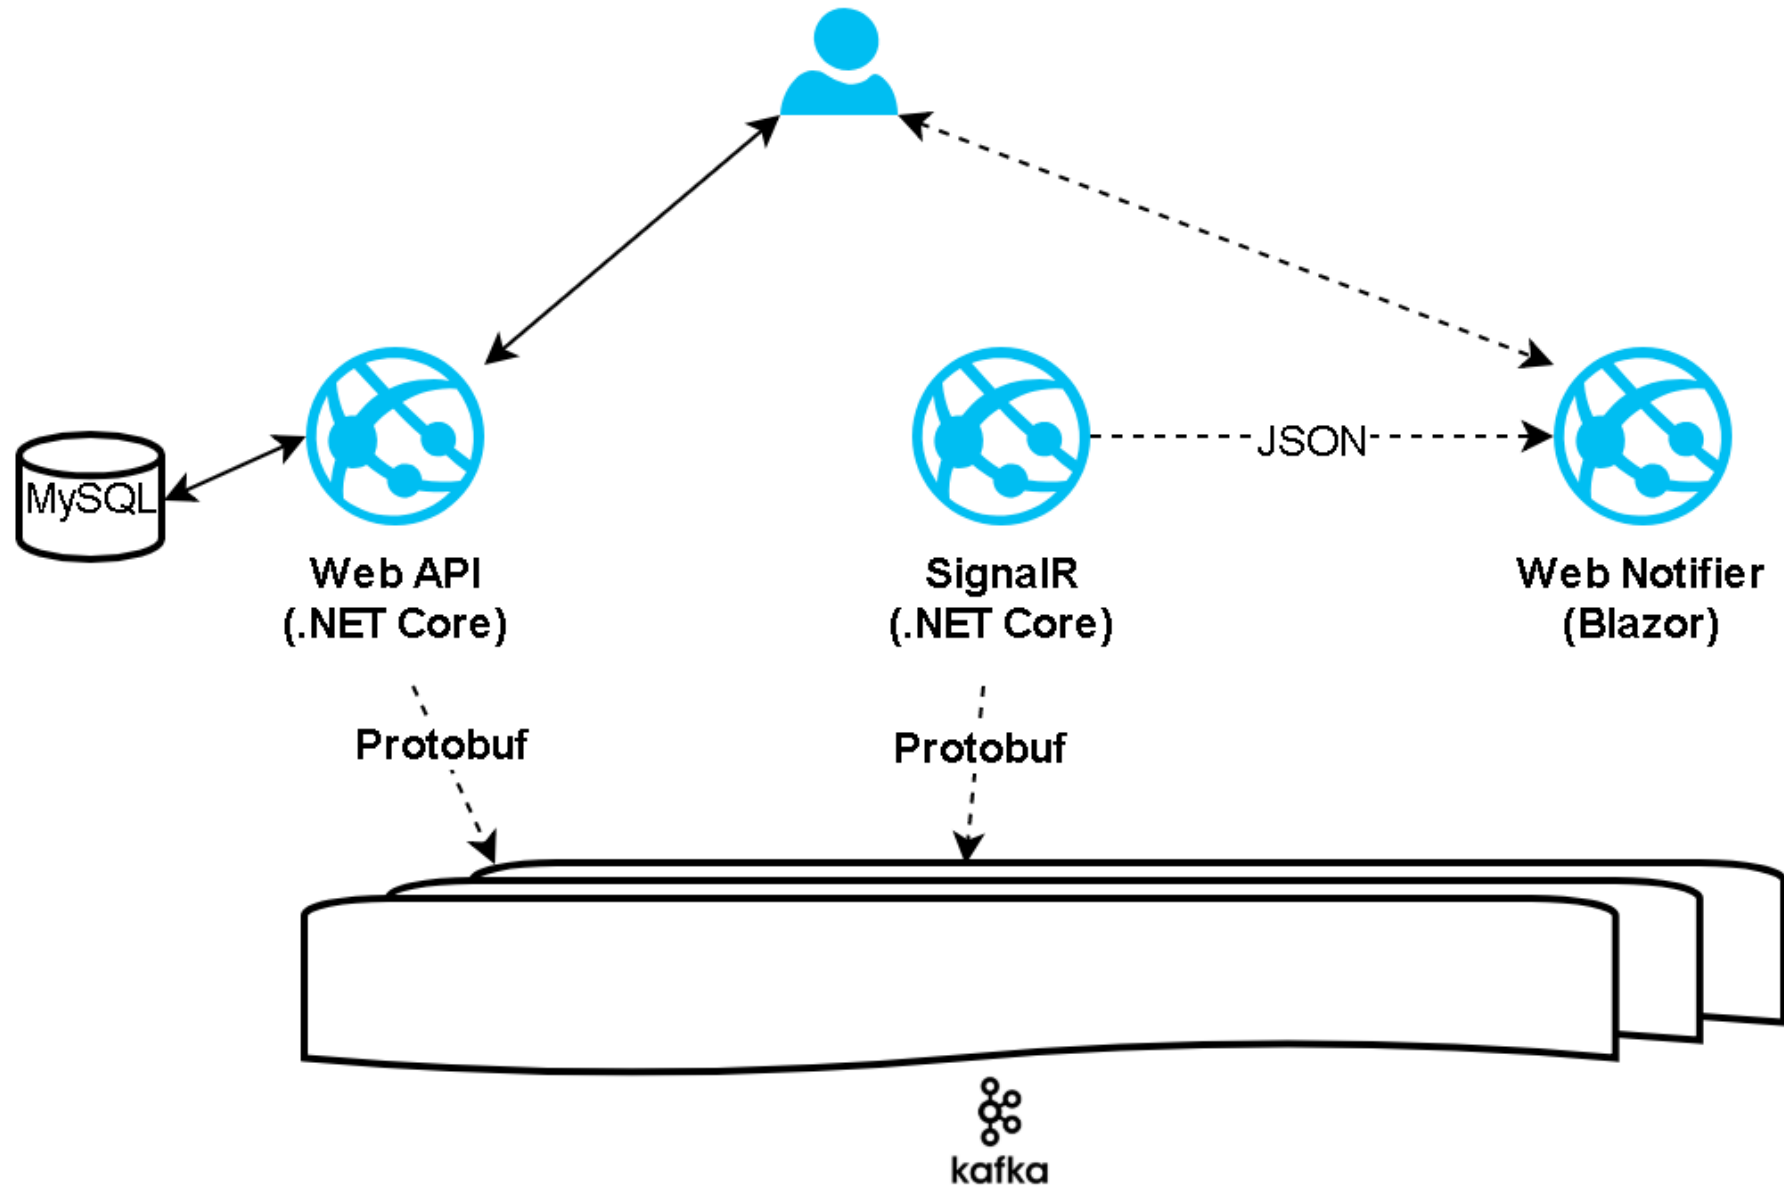 JSON
MySQL
Web API
(.NET Core)
SignalR
(.NET Core)
Web Notifier
(Blazor)
Protobuf
Protobuf
kafka